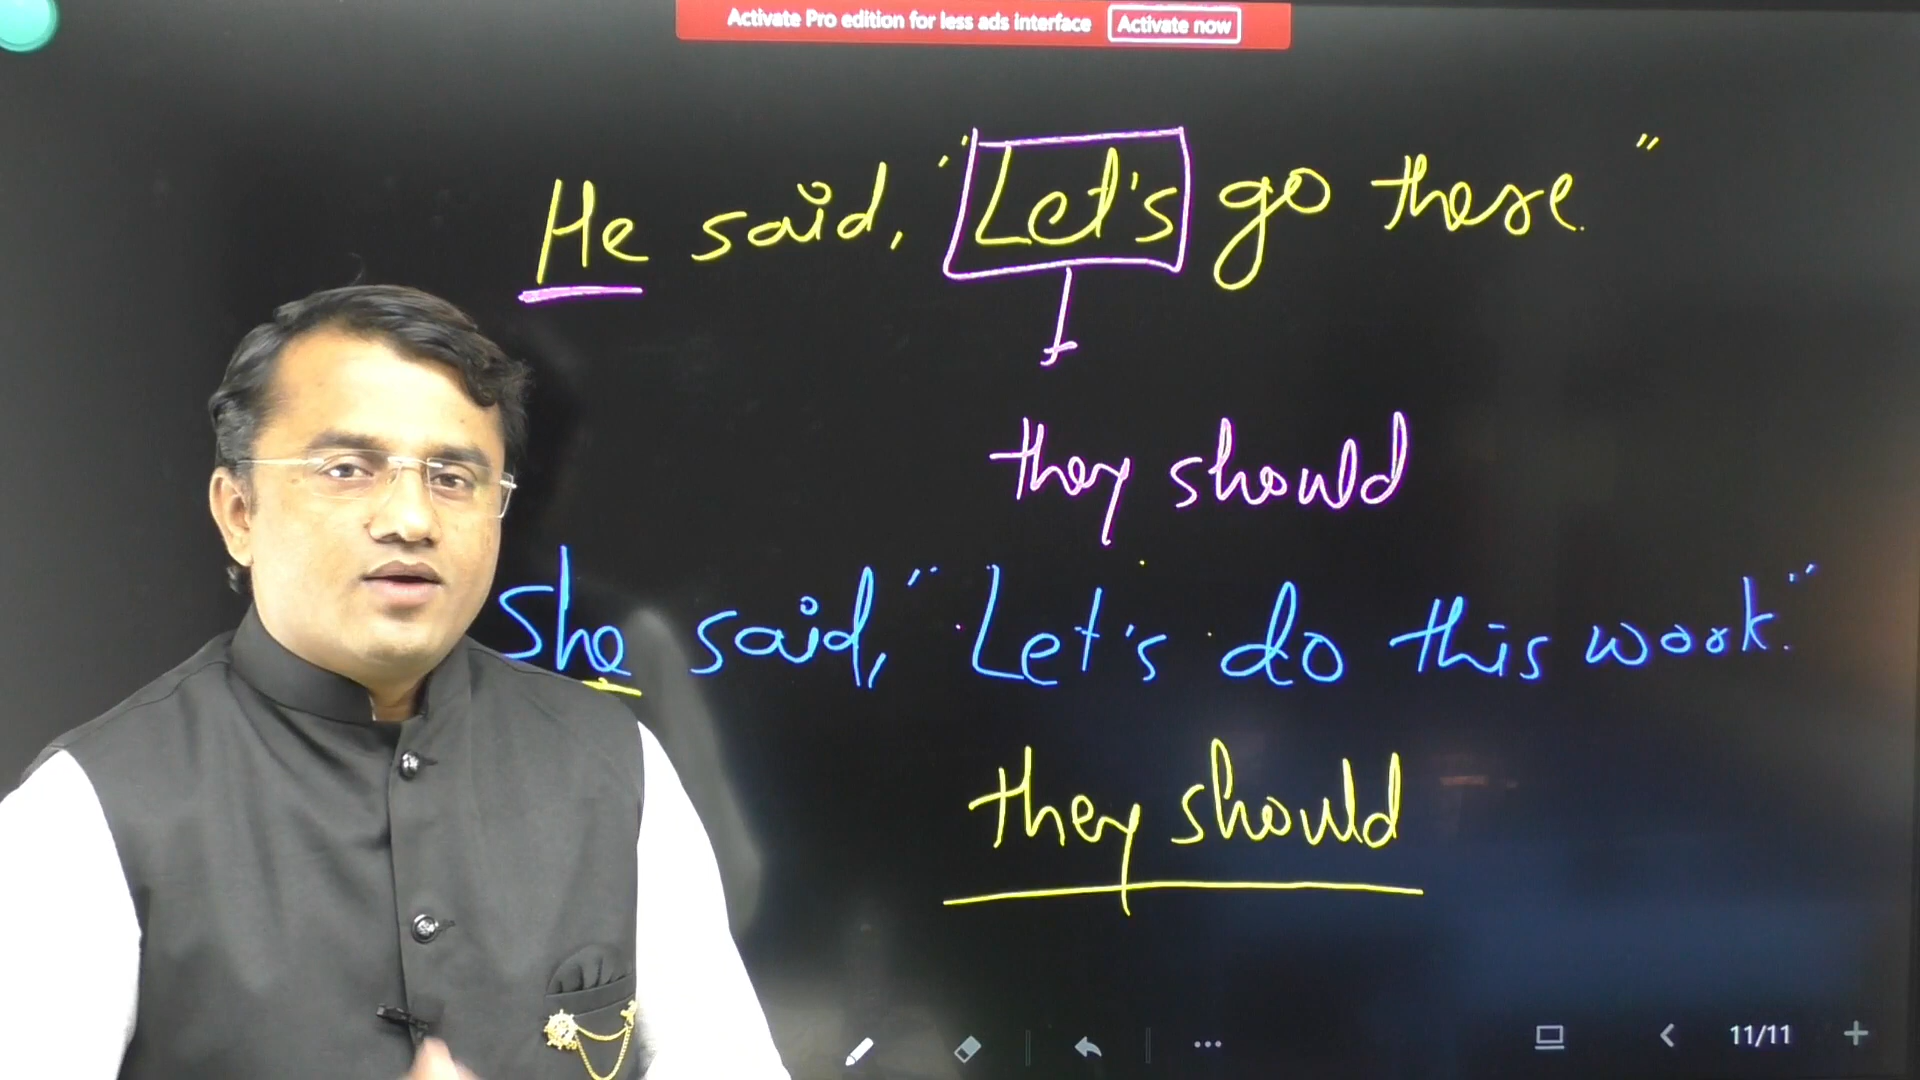 Activate Pro edition for less ads interface Activate now
He said, "Let's go there."
they should
She said, "Let's do this work."
they should
11/11